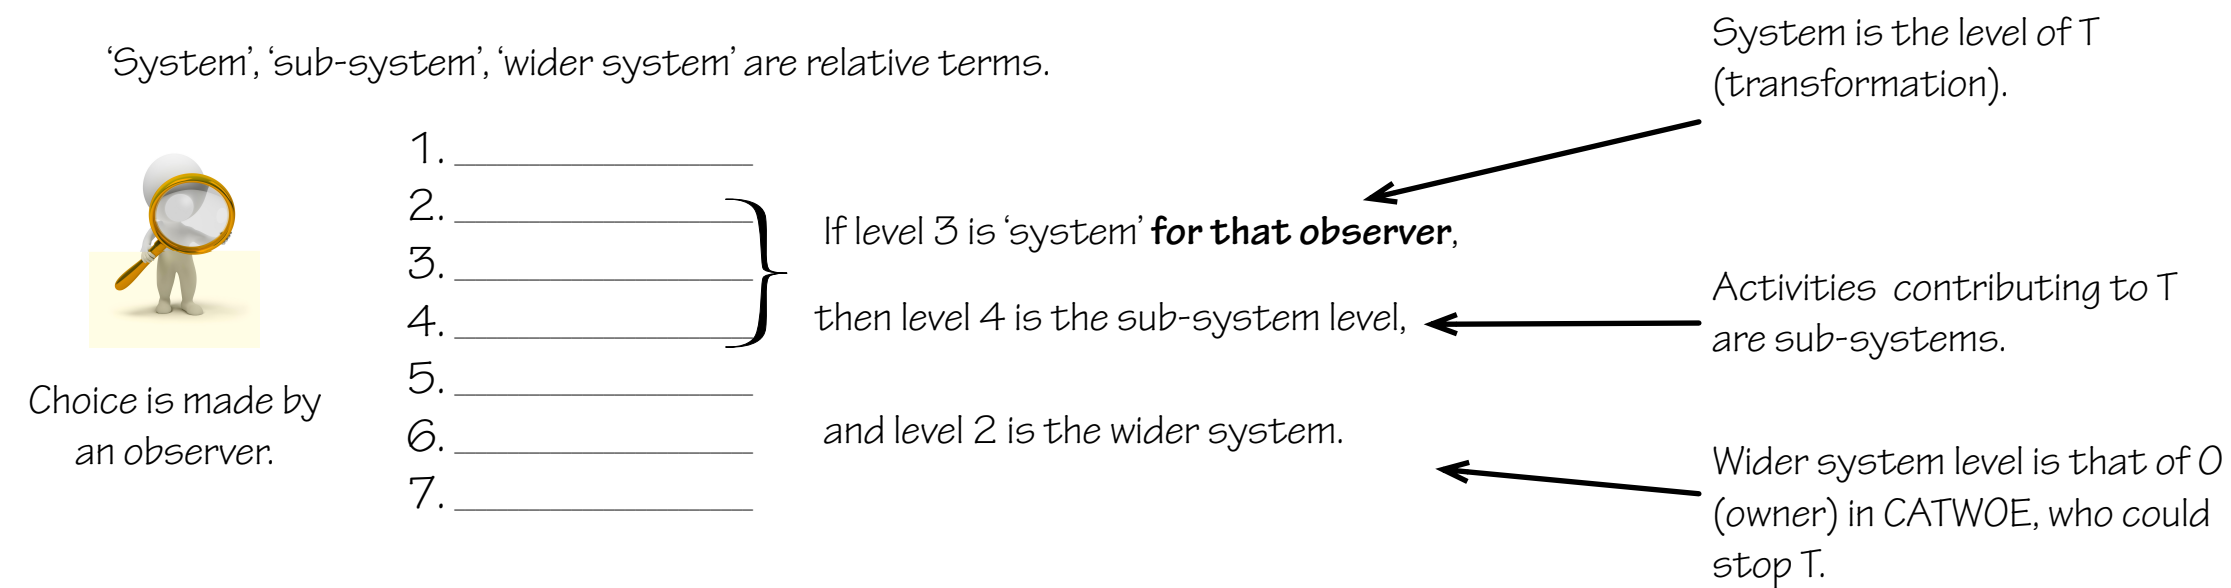 ‘System’, ‘sub-system’, ‘wider system’ are relative terms.
Choice is made by
an observer.
1.
2.
3.
4.
5.
6.
7.
If level 3 is ‘system’ for that observer,
then level 4 is the sub-system level,
and level 2 is the wider system.
System is the level of T
(transformation).
Activities contributing to T
are sub-systems.
Wider system level is that of O
(owner) in CATWOE, who could
stop T.